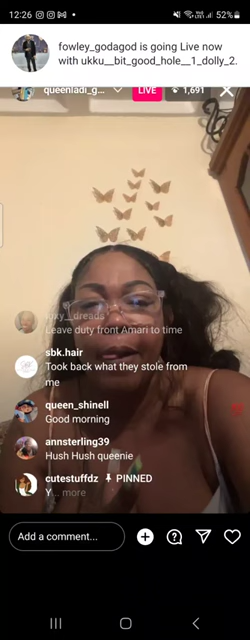 12:26
52%
fowley_godagod is going Live now
with ukku__bit_good_hole__1_dolly_2.
queenladi_g...
LIVE
1,691
Leave duty front Amari to time
sbk.hair
Took back what they stole from
me
queen_shinell
Good morning
annsterling39
Hush Hush queenie
cutestuffdz PINNED
Y... more
Add a comment...